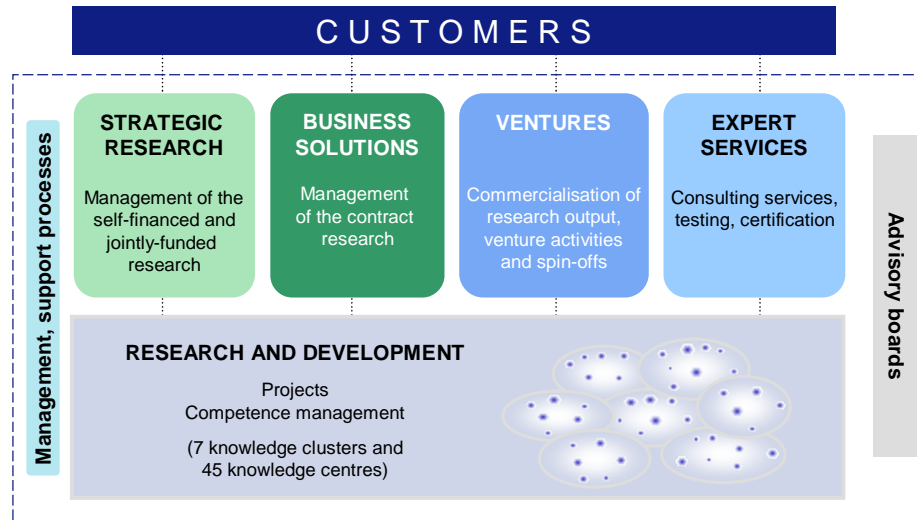 CUSTOMERS
Management, support processes
STRATEGIC
RESEARCH
Management of the
self-financed and
jointly-funded
research
BUSINESS
SOLUTIONS
Management
of the contract
research
VENTURES
Commercialisation of
research output,
venture activities
and spin-offs
EXPERT
SERVICES
Consulting services,
testing, certification
Advisory boards
RESEARCH AND DEVELOPMENT
Projects
Competence management
(7 knowledge clusters and
45 knowledge centres)